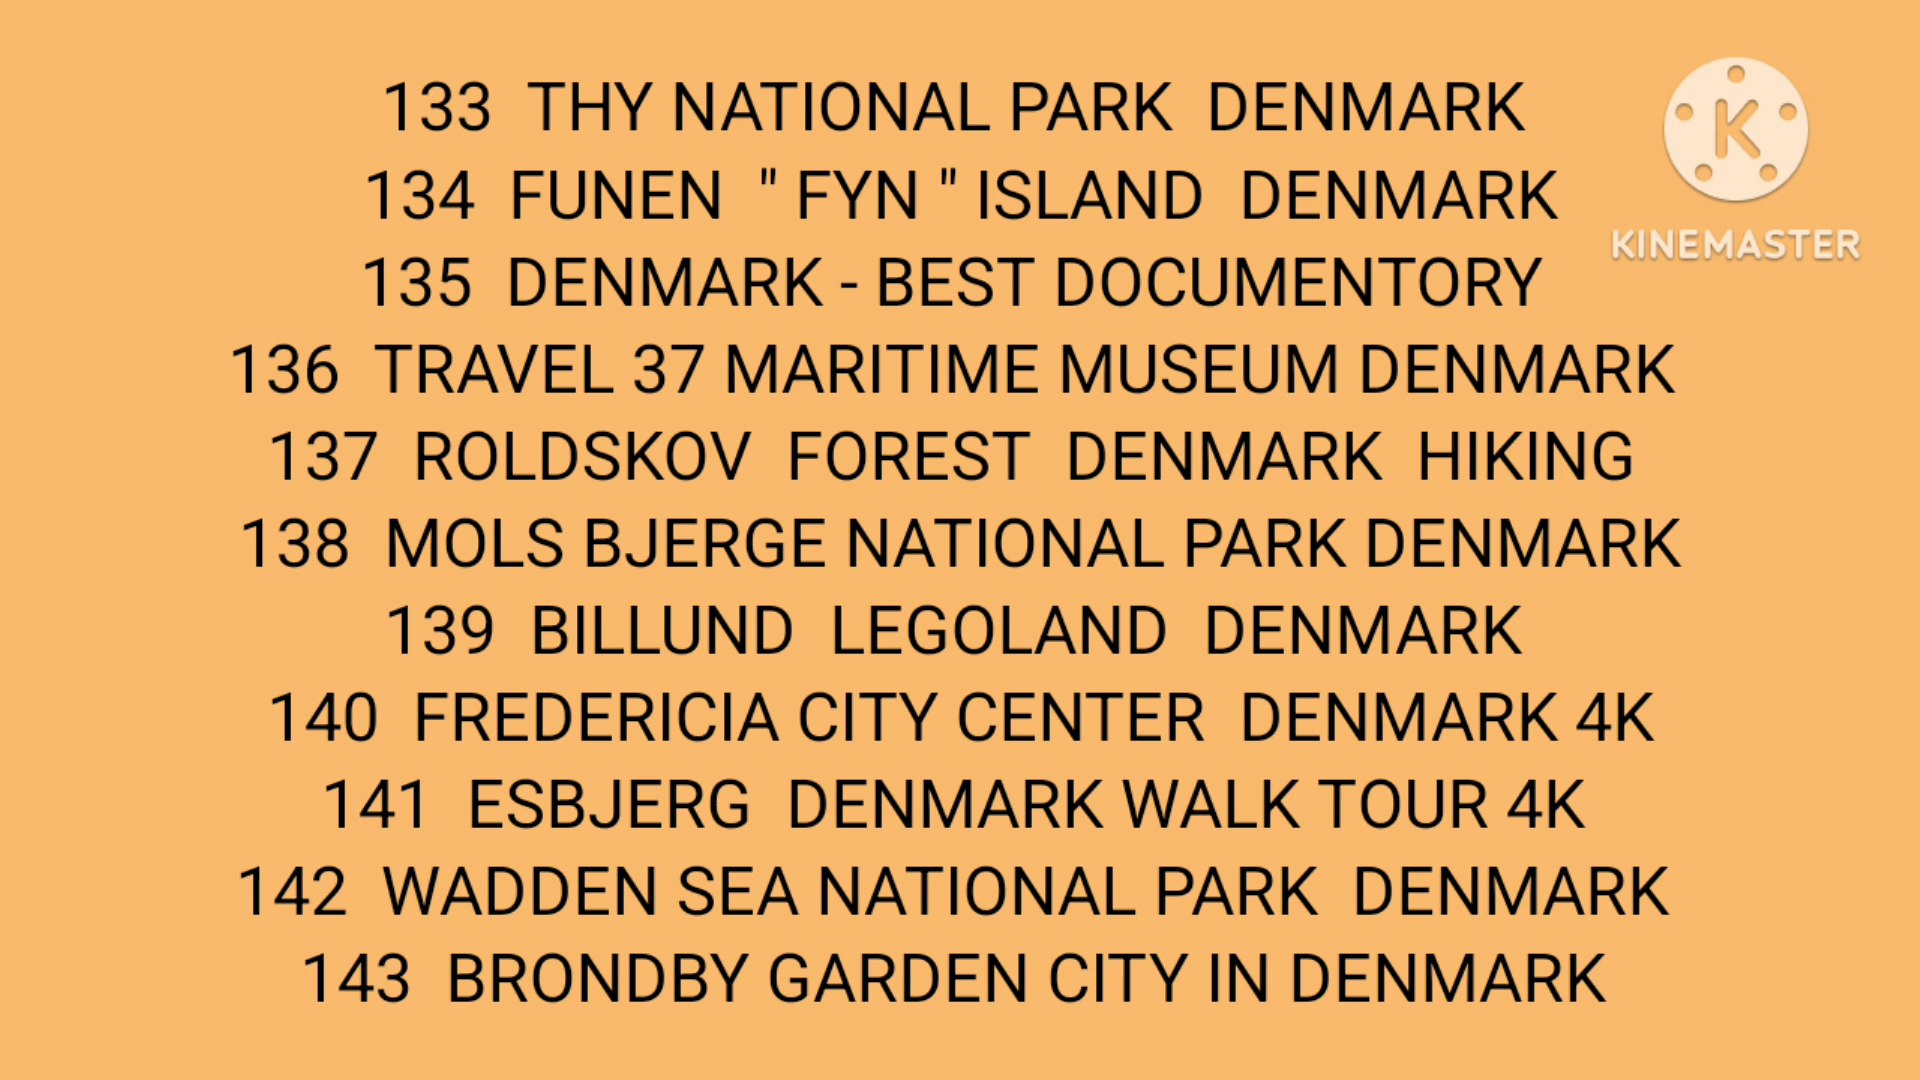 133  THY NATIONAL PARK  DENMARK
134  FUNEN  " FYN " ISLAND  DENMARK
135  DENMARK - BEST DOCUMENTORY
136  TRAVEL 37 MARITIME MUSEUM DENMARK
137  ROLDSKOV  FOREST  DENMARK  HIKING
138  MOLS BJERGE NATIONAL PARK DENMARK
139  BILLUND  LEGOLAND  DENMARK
140  FREDERICIA CITY CENTER  DENMARK 4K
141  ESBJERG  DENMARK WALK TOUR 4K
142  WADDEN SEA NATIONAL PARK  DENMARK
143  BRONDBY GARDEN CITY IN DENMARK
K
KINEMASTER